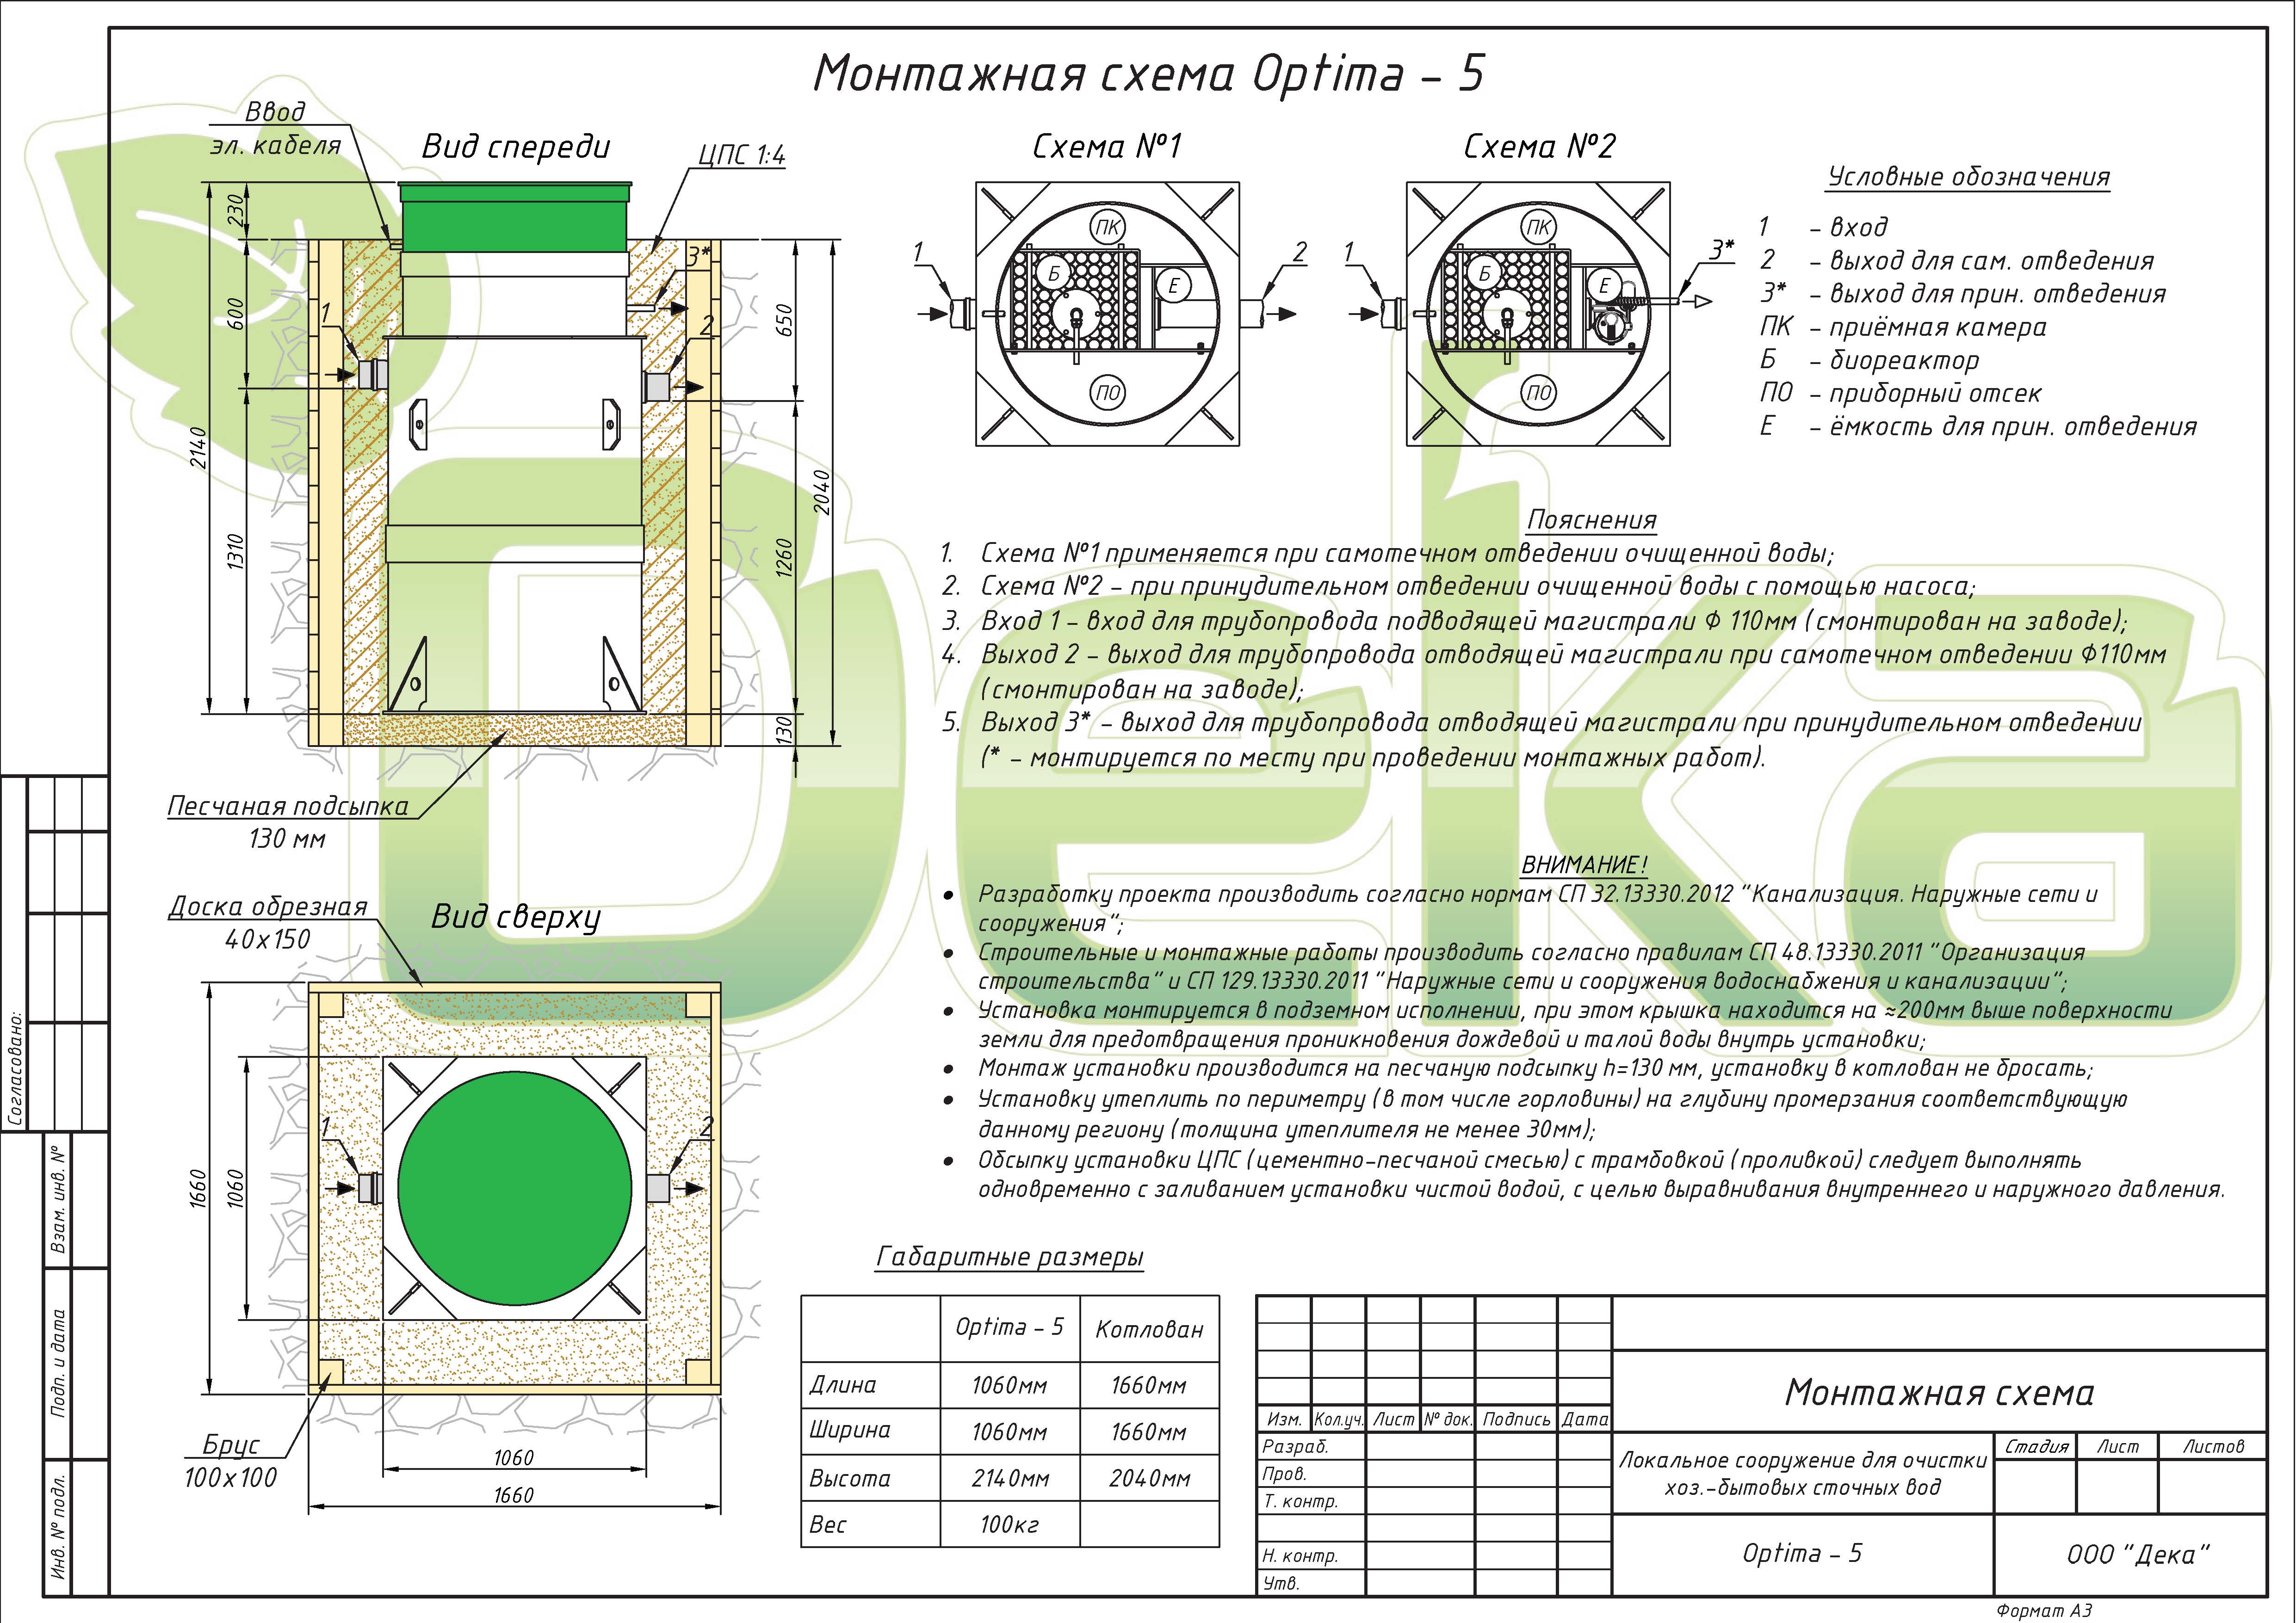 Монтажная схема Optima - 5
Ввод
эл. кабеля
Вид спереди
ЦПС 1:4
230
600
1310
2140
650
1260
130
2040
1
2
3*
Песчаная подсыпка
130 мм
Схема №1
1
2
ПК
Б
Е
ПО
Схема №2
1
3*
ПК
Б
Е
ПО
Условные обозначения
1 - вход
2 - выход для сам. отведения
3* - выход для прин. отведения
ПК - приёмная камера
Б - биореактор
ПО - приборный отсек
Е - ёмкость для прин. отведения
Пояснения
1. Схема №1 применяется при самотечном отведении очищенной воды;
2. Схема №2 - при принудительном отведении очищенной воды с помощью насоса;
3. Вход 1 - вход для трубопровода подводящей магистрали Ф 110мм (смонтирован на заводе);
4. Выход 2 - выход для трубопровода отводящей магистрали при самотечном отведении Ф110мм
(смонтирован на заводе);
5. Выход 3* - выход для трубопровода отводящей магистрали при принудительном отведении
(* - монтируется по месту при проведении монтажных работ).
Deka
ВНИМАНИЕ!
• Разработку проекта производить согласно нормам СП 32.13330.2012 "Канализация. Наружные сети и
сооружения";
• Строительные и монтажные работы производить согласно правилам СП 48.13330.2011 "Организация
строительства" и СП 129.13330.2011 "Наружные сети и сооружения водоснабжения и канализации";
• Установка монтируется в подземном исполнении, при этом крышка находится на ≈200мм выше поверхности
земли для предотвращения проникновения дождевой и талой воды внутрь установки;
• Монтаж установки производится на песчаную подсыпку h=130 мм, установку в котлован не бросать;
• Установку утеплить по периметру (в том числе горловины) на глубину промерзания соответствующую
данному региону (толщина утеплителя не менее 30мм);
• Обсыпку установки ЦПС (цементно-песчаной смесью) с трамбовкой (проливкой) следует выполнять
одновременно с заливанием установки чистой водой, с целью выравнивания внутреннего и наружного давления.
Доска обрезная
40х150
Вид сверху
1
2
1660
1060
Брус
100х100
1060
1660
Габаритные размеры
Optima - 5 Котлован
Длина 1060мм 1660мм
Ширина 1060мм 1660мм
Высота 2140мм 2040мм
Вес 100кг
Изм. Кол.уч. Лист № док. Подпись Дата
Разраб.
Пров.
Т. контр.
Н. контр.
Утв.
Монтажная схема
Локальное сооружение для очистки
хоз.-бытовых сточных вод
Стадия Лист Листов
Optima - 5
ООО "Дека"
Формат А3
Согласовано:
Взам. инв. №
Подп. и дата
Инв. № подл.